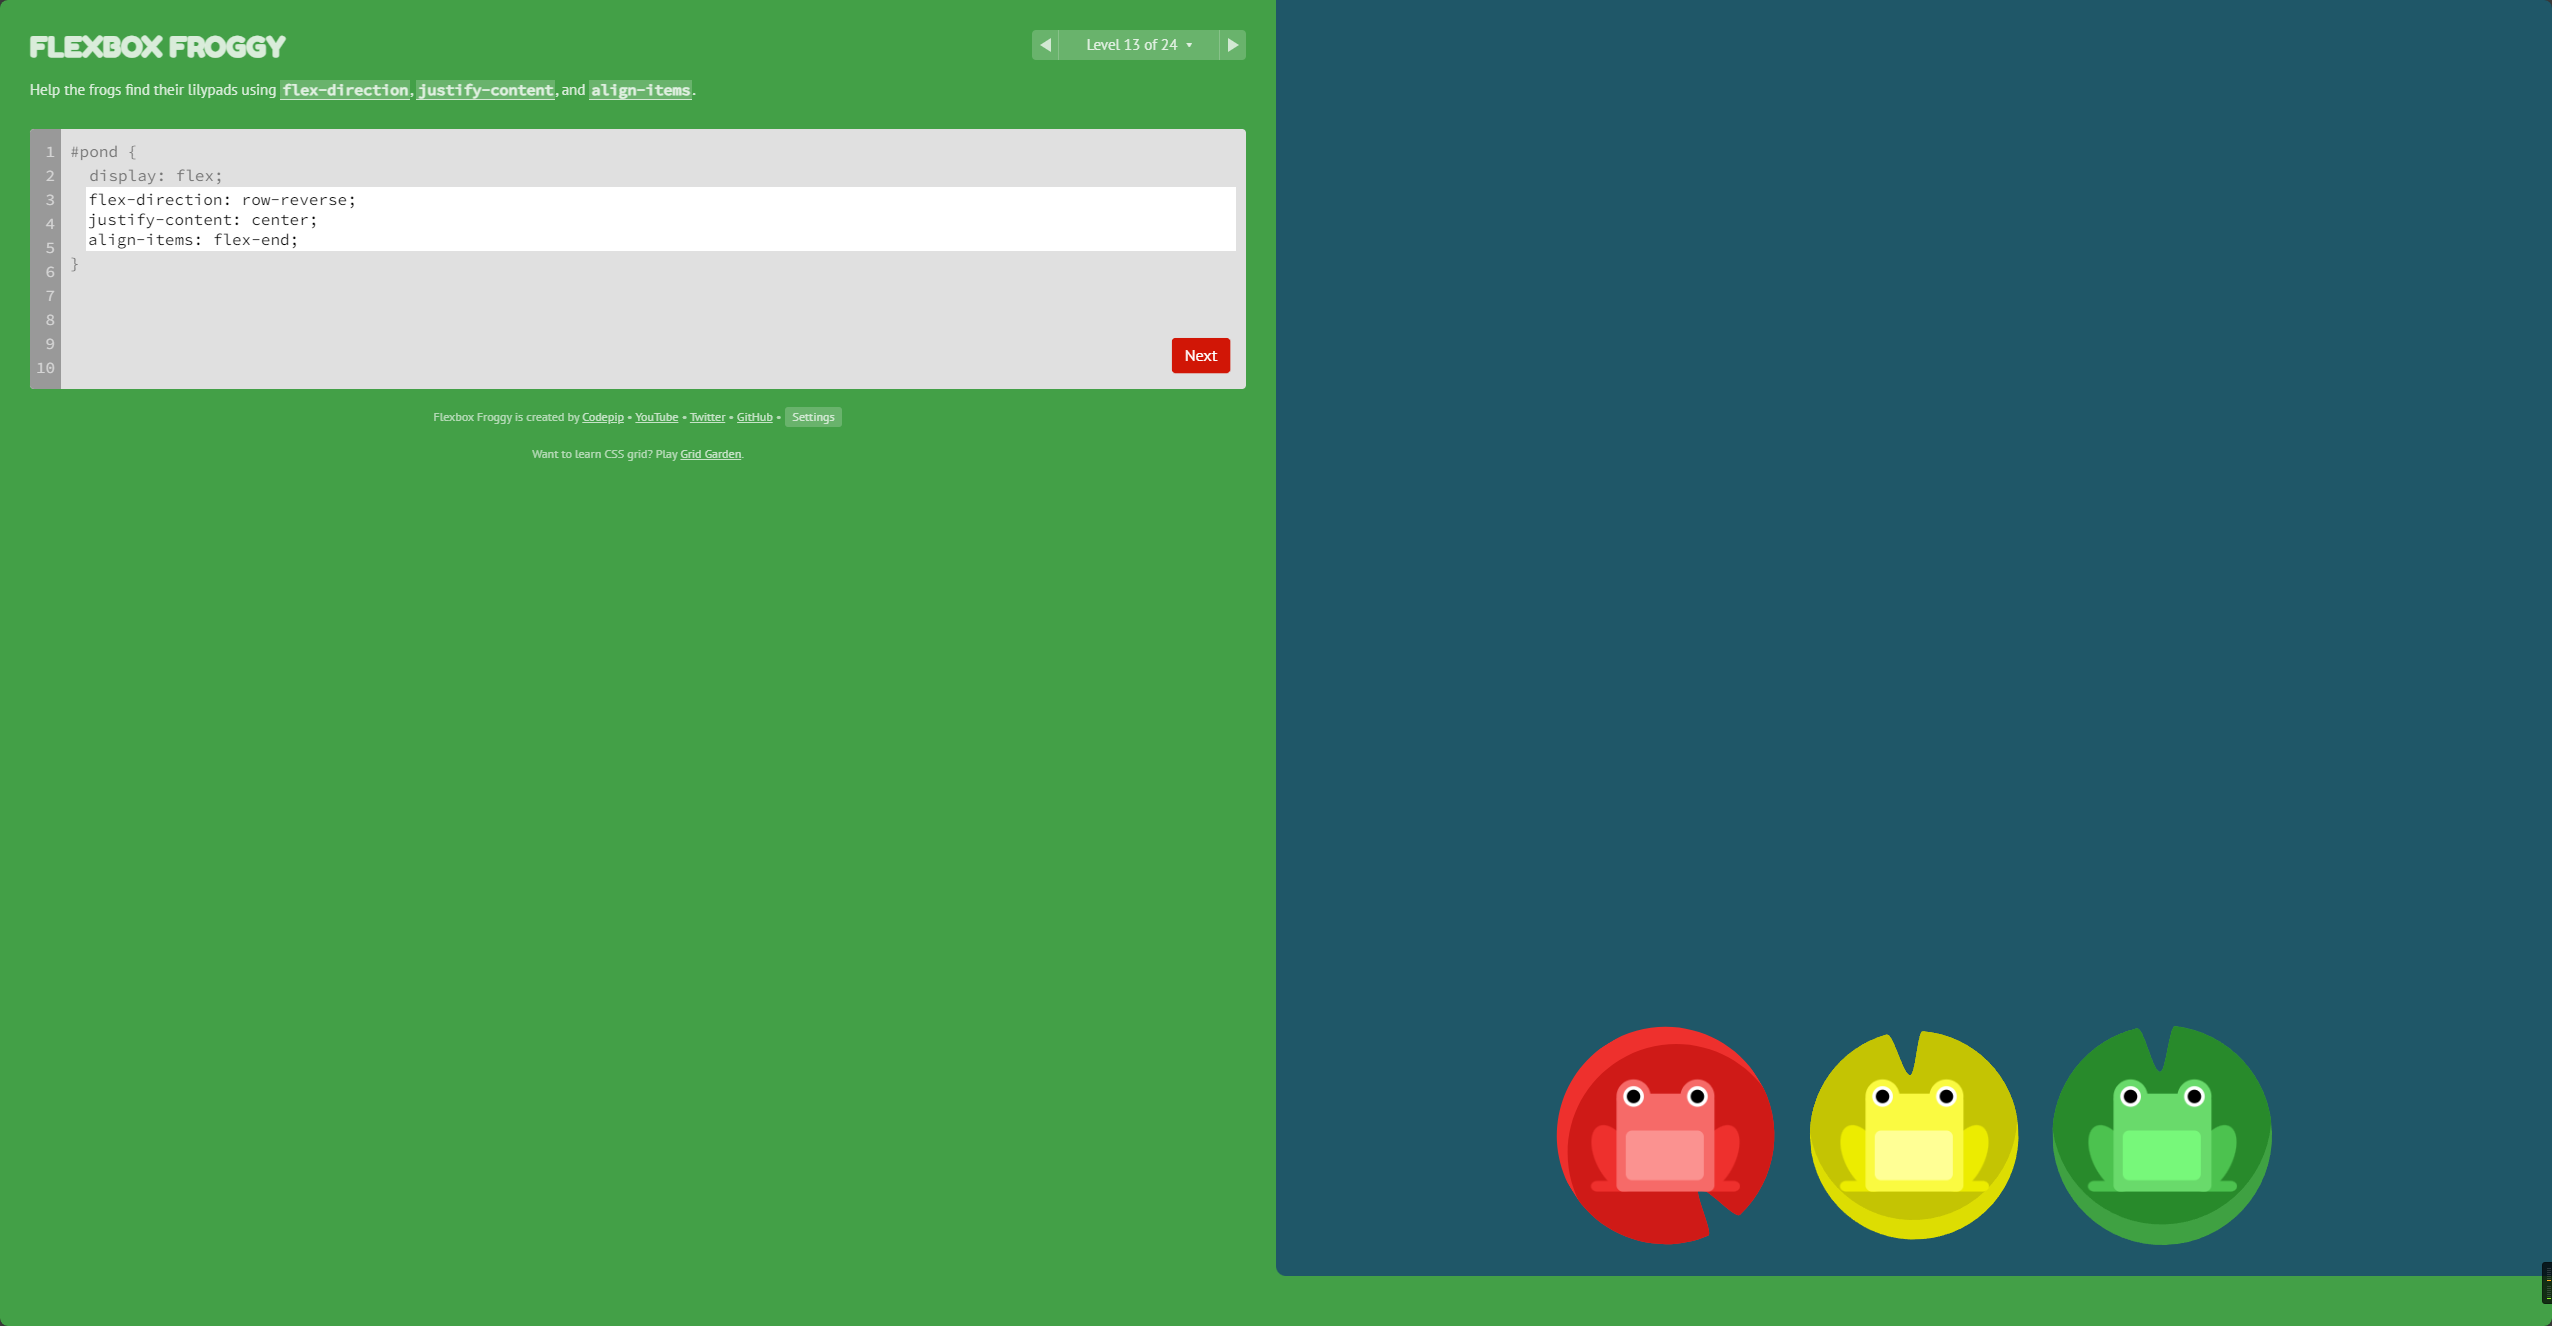 FLEXBOX FROGGY
Level 13 of 24
Help the frogs find their lilypads using flex-direction, justify-content, and align-items.
1 #pond {
2 display: flex;
3 flex-direction: row-reverse;
4 justify-content: center;
5 align-items: flex-end;
6 }
7
8
9
10
Next
Flexbox Froggy is created by Codepip • YouTube • Twitter • GitHub • Settings
Want to learn CSS grid? Play Grid Garden.